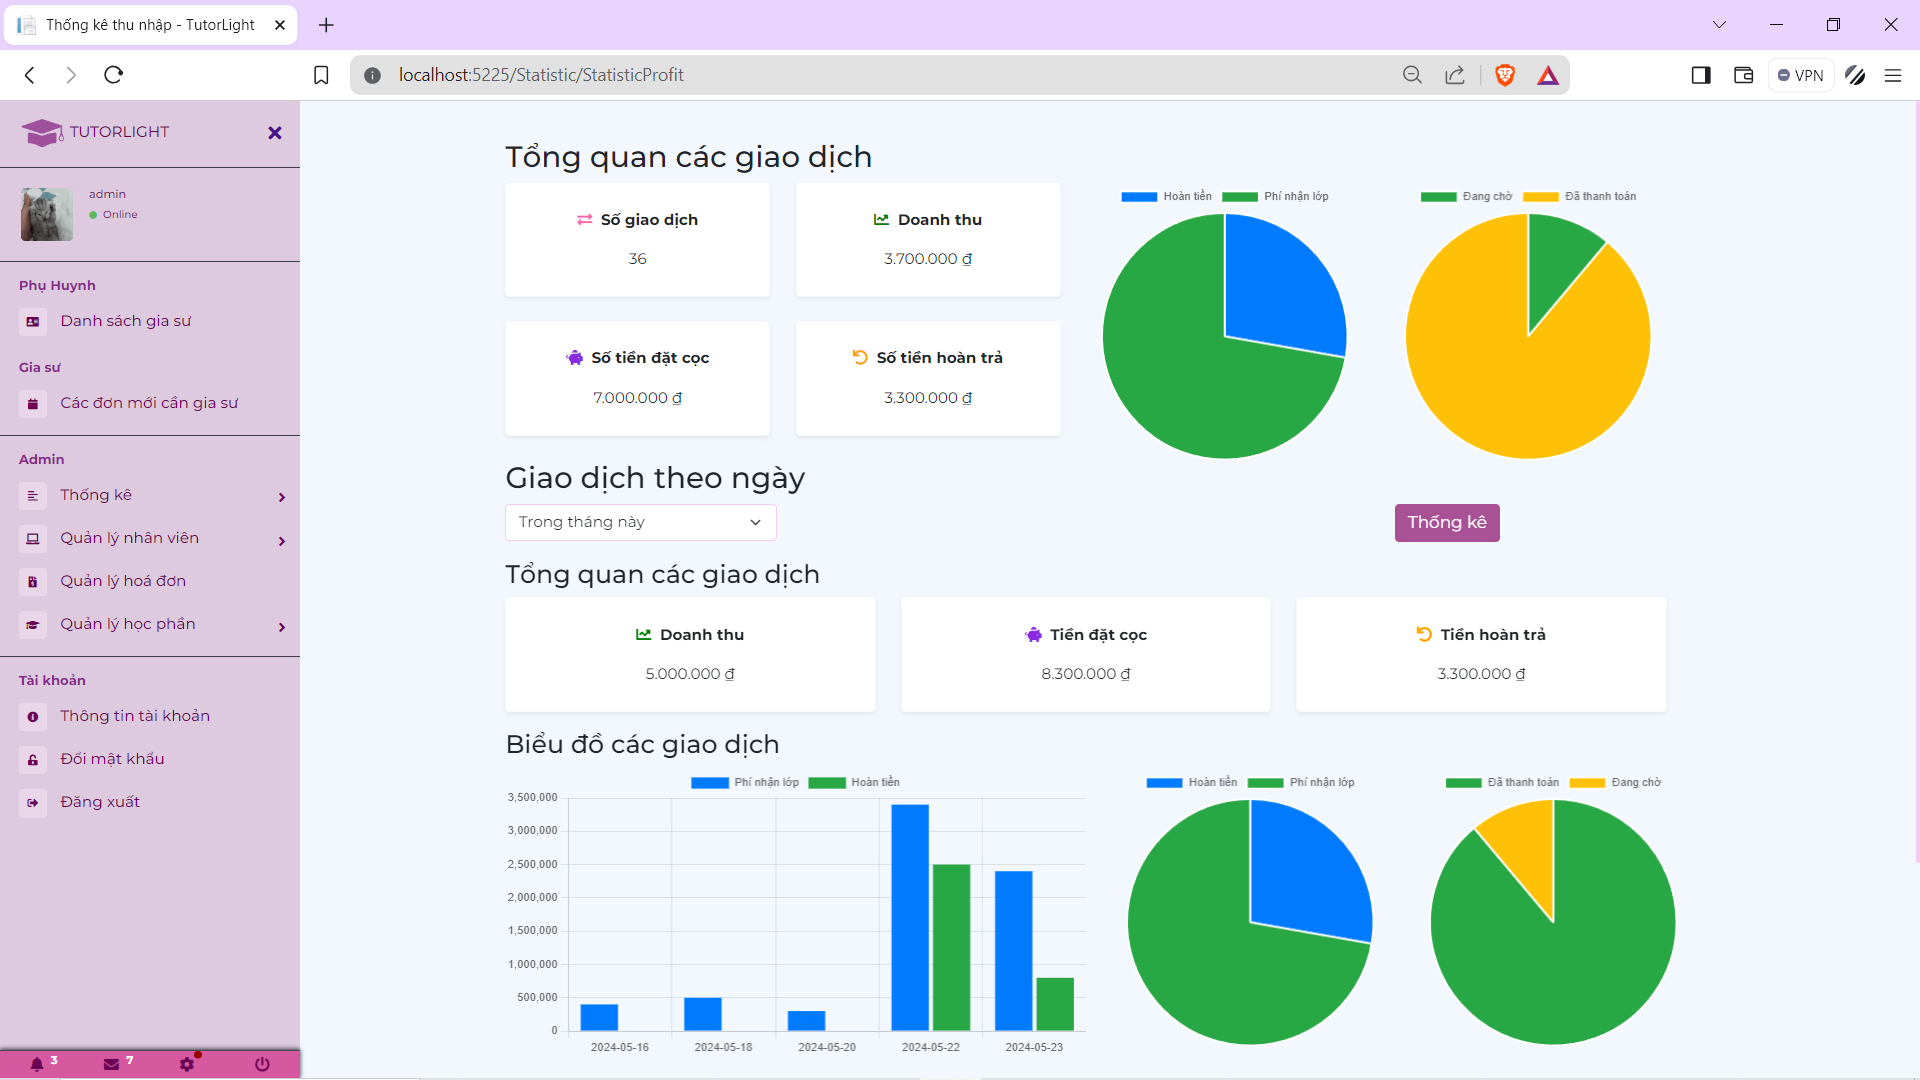 Thống kê thu nhập - TutorLight
localhost:5225/Statistic/StatisticProfit
VPN
TUTORLIGHT
admin
Online
Phụ Huynh
Danh sách gia sư
Gia sư
Các đơn mới cần gia sư
Admin
Thống kê
Quản lý nhân viên
Quản lý hoá đơn
Quản lý học phần
Tài khoản
Thông tin tài khoản
Đổi mật khẩu
Đăng xuất
3
7
Tổng quan các giao dịch
Số giao dịch
36
Doanh thu
3.700.000 ₫
Số tiền đặt cọc
7.000.000 ₫
Số tiền hoàn trả
3.300.000 ₫
Hoàn tiền Phí nhận lớp
Đang chờ Đã thanh toán
Giao dịch theo ngày
Trong tháng này
Thống kê
Tổng quan các giao dịch
Doanh thu
5.000.000 ₫
Tiền đặt cọc
8.300.000 ₫
Tiền hoàn trả
3.300.000 ₫
Biểu đồ các giao dịch
Phí nhận lớp Hoàn tiền
3,500,000
3,000,000
2,500,000
2,000,000
1,500,000
1,000,000
500,000
0
2024-05-16 2024-05-18 2024-05-20 2024-05-22 2024-05-23
Hoàn tiền Phí nhận lớp
Đã thanh toán Đang chờ